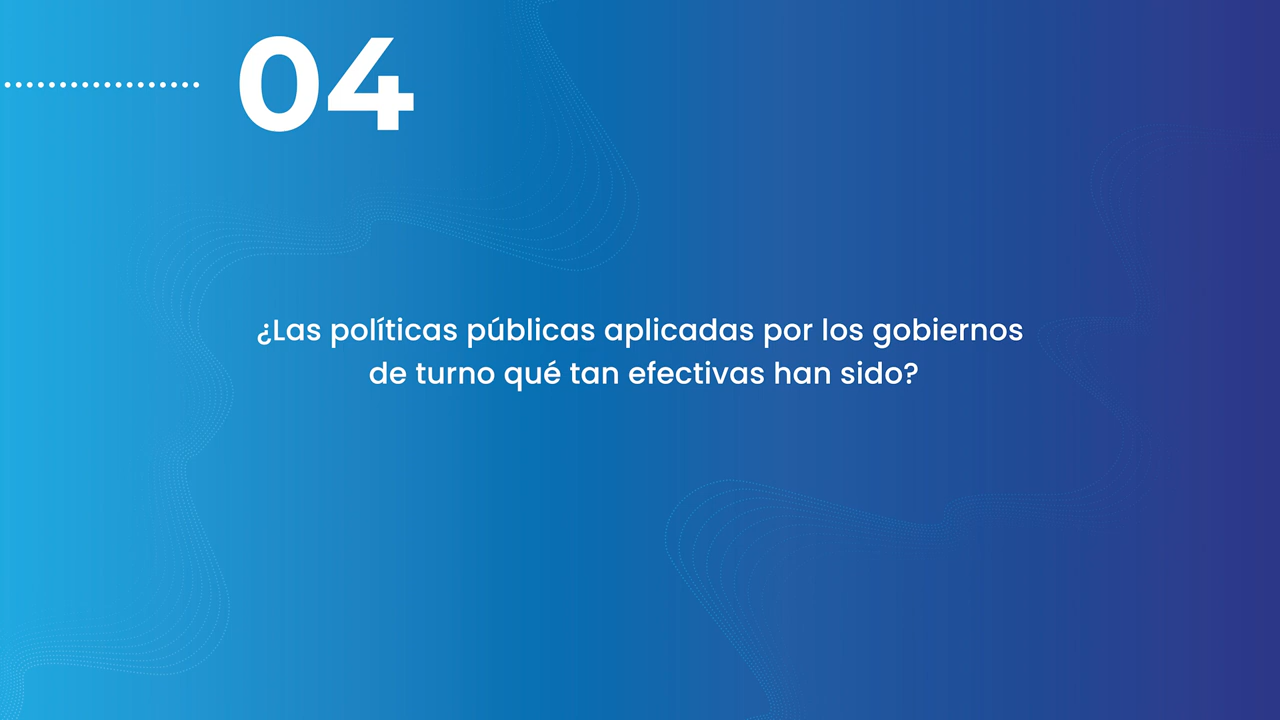 04
¿Las políticas públicas aplicadas por los gobiernos
de turno qué tan efectivas han sido?